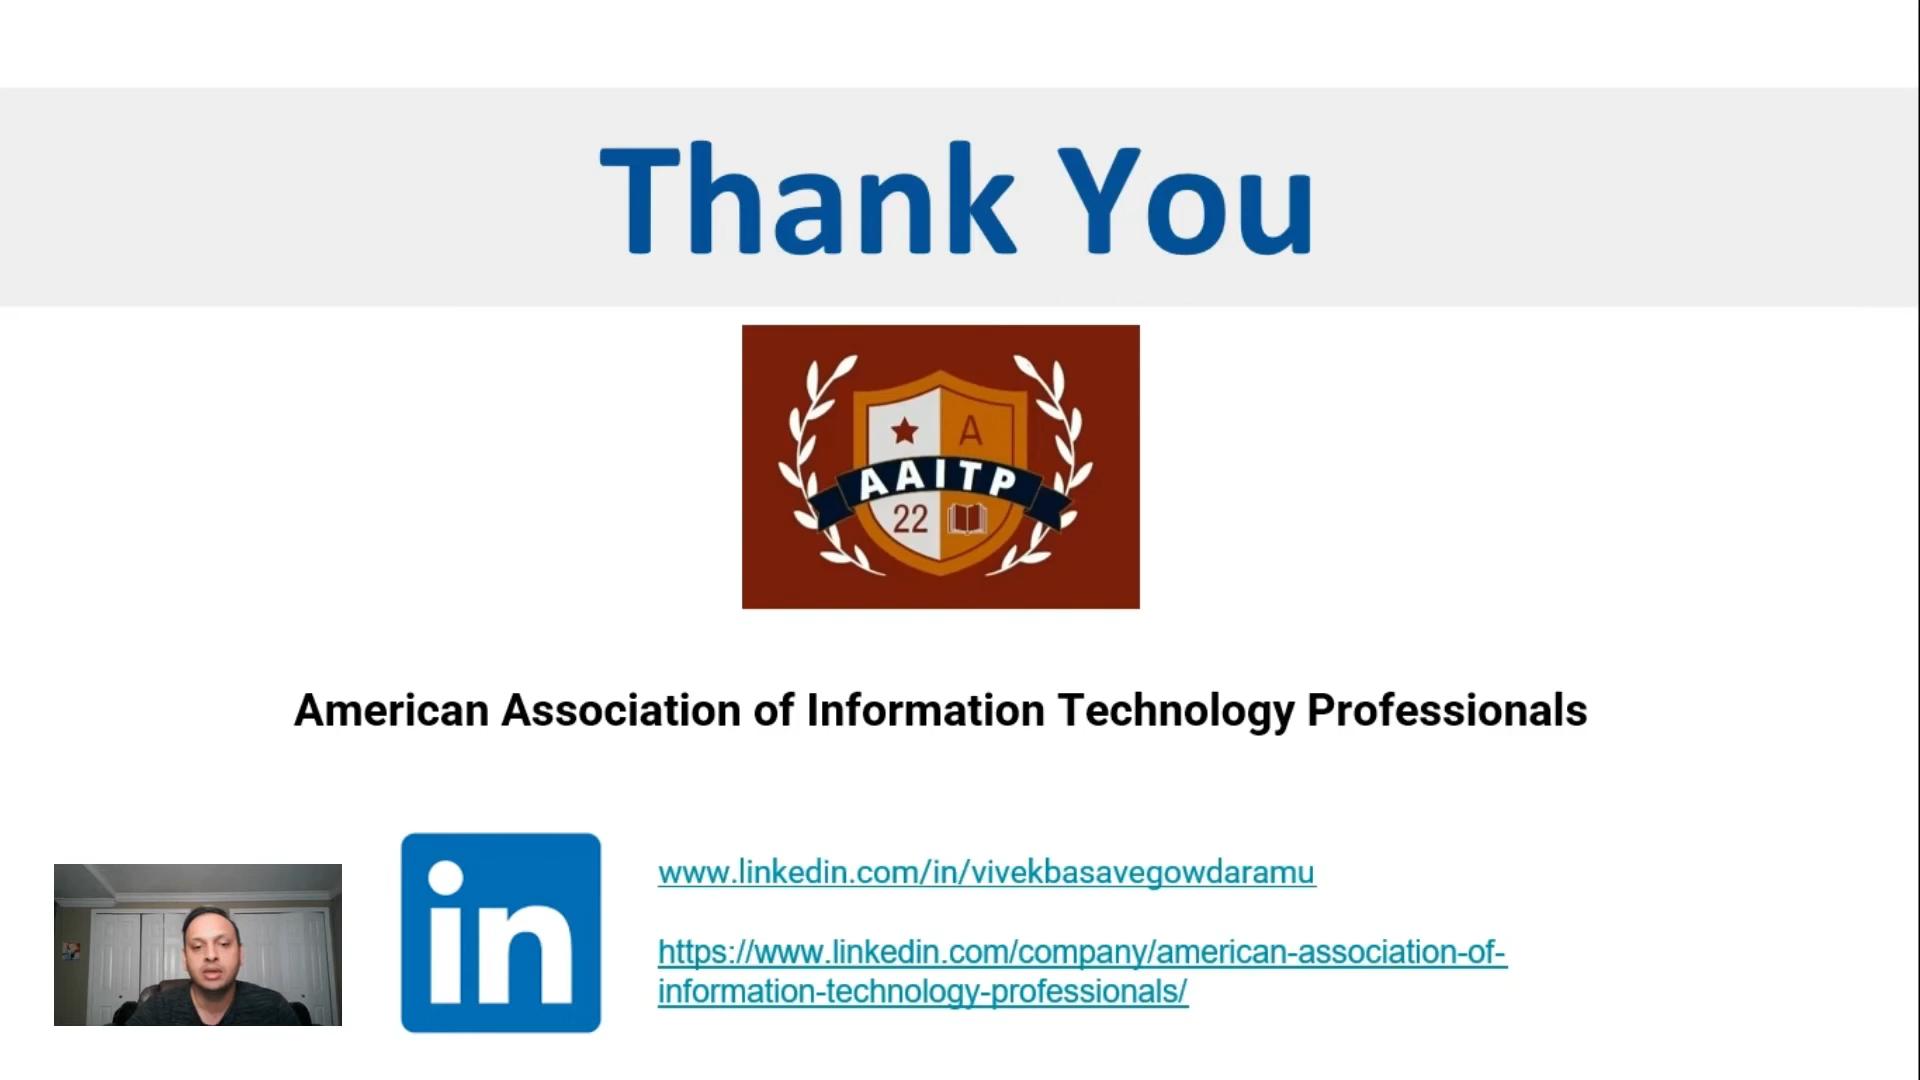 Thank You
A
AAITP
22
American Association of Information Technology Professionals
in
www.linkedin.com/in/vivekbasavegowdaramu
https://www.linkedin.com/company/american-association-of-
information-technology-professionals/